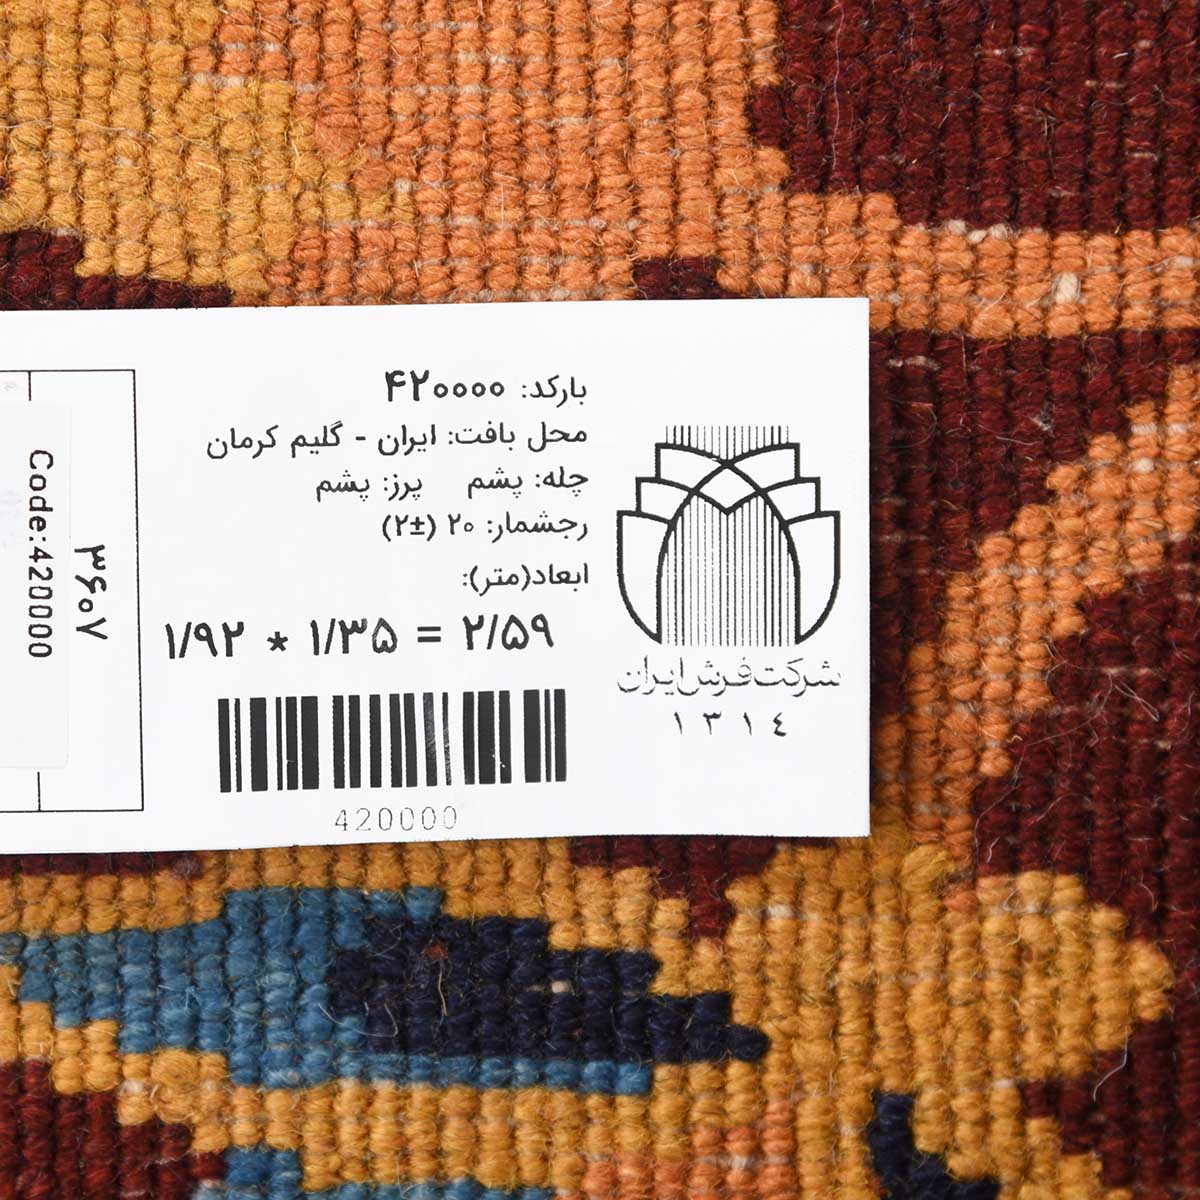 بارکد: ۴۲۰۰۰۰
محل بافت: ایران - گلیم کرمان
چله: پشم پرز: پشم
رجشمار: ۲۰ (±۲)
ابعاد(متر):
۱/۹۲ * ۱/۳۵ = ۲/۵۹
420000
شرکت فرش ایران
١٣١٤
Code:420000
۳۶۰۷